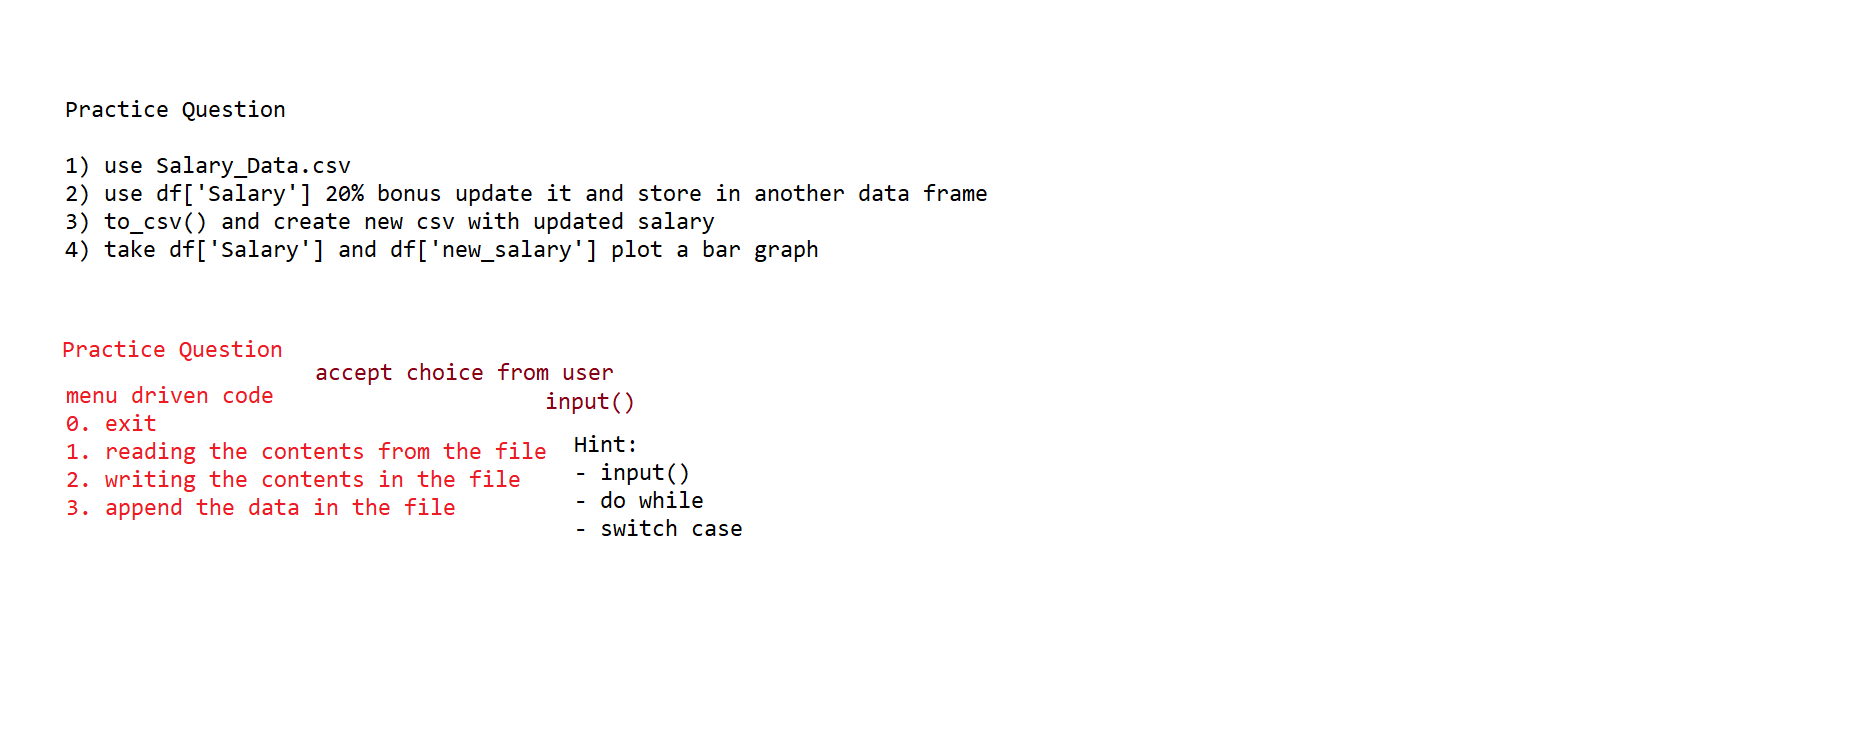 Practice Question
1) use Salary_Data.csv
2) use df['Salary'] 20% bonus update it and store in another data frame
3) to_csv() and create new csv with updated salary
4) take df['Salary'] and df['new_salary'] plot a bar graph
Practice Question
accept choice from user
input()
menu driven code
0. exit
1. reading the contents from the file
2. writing the contents in the file
3. append the data in the file
Hint:
- input()
- do while
- switch case